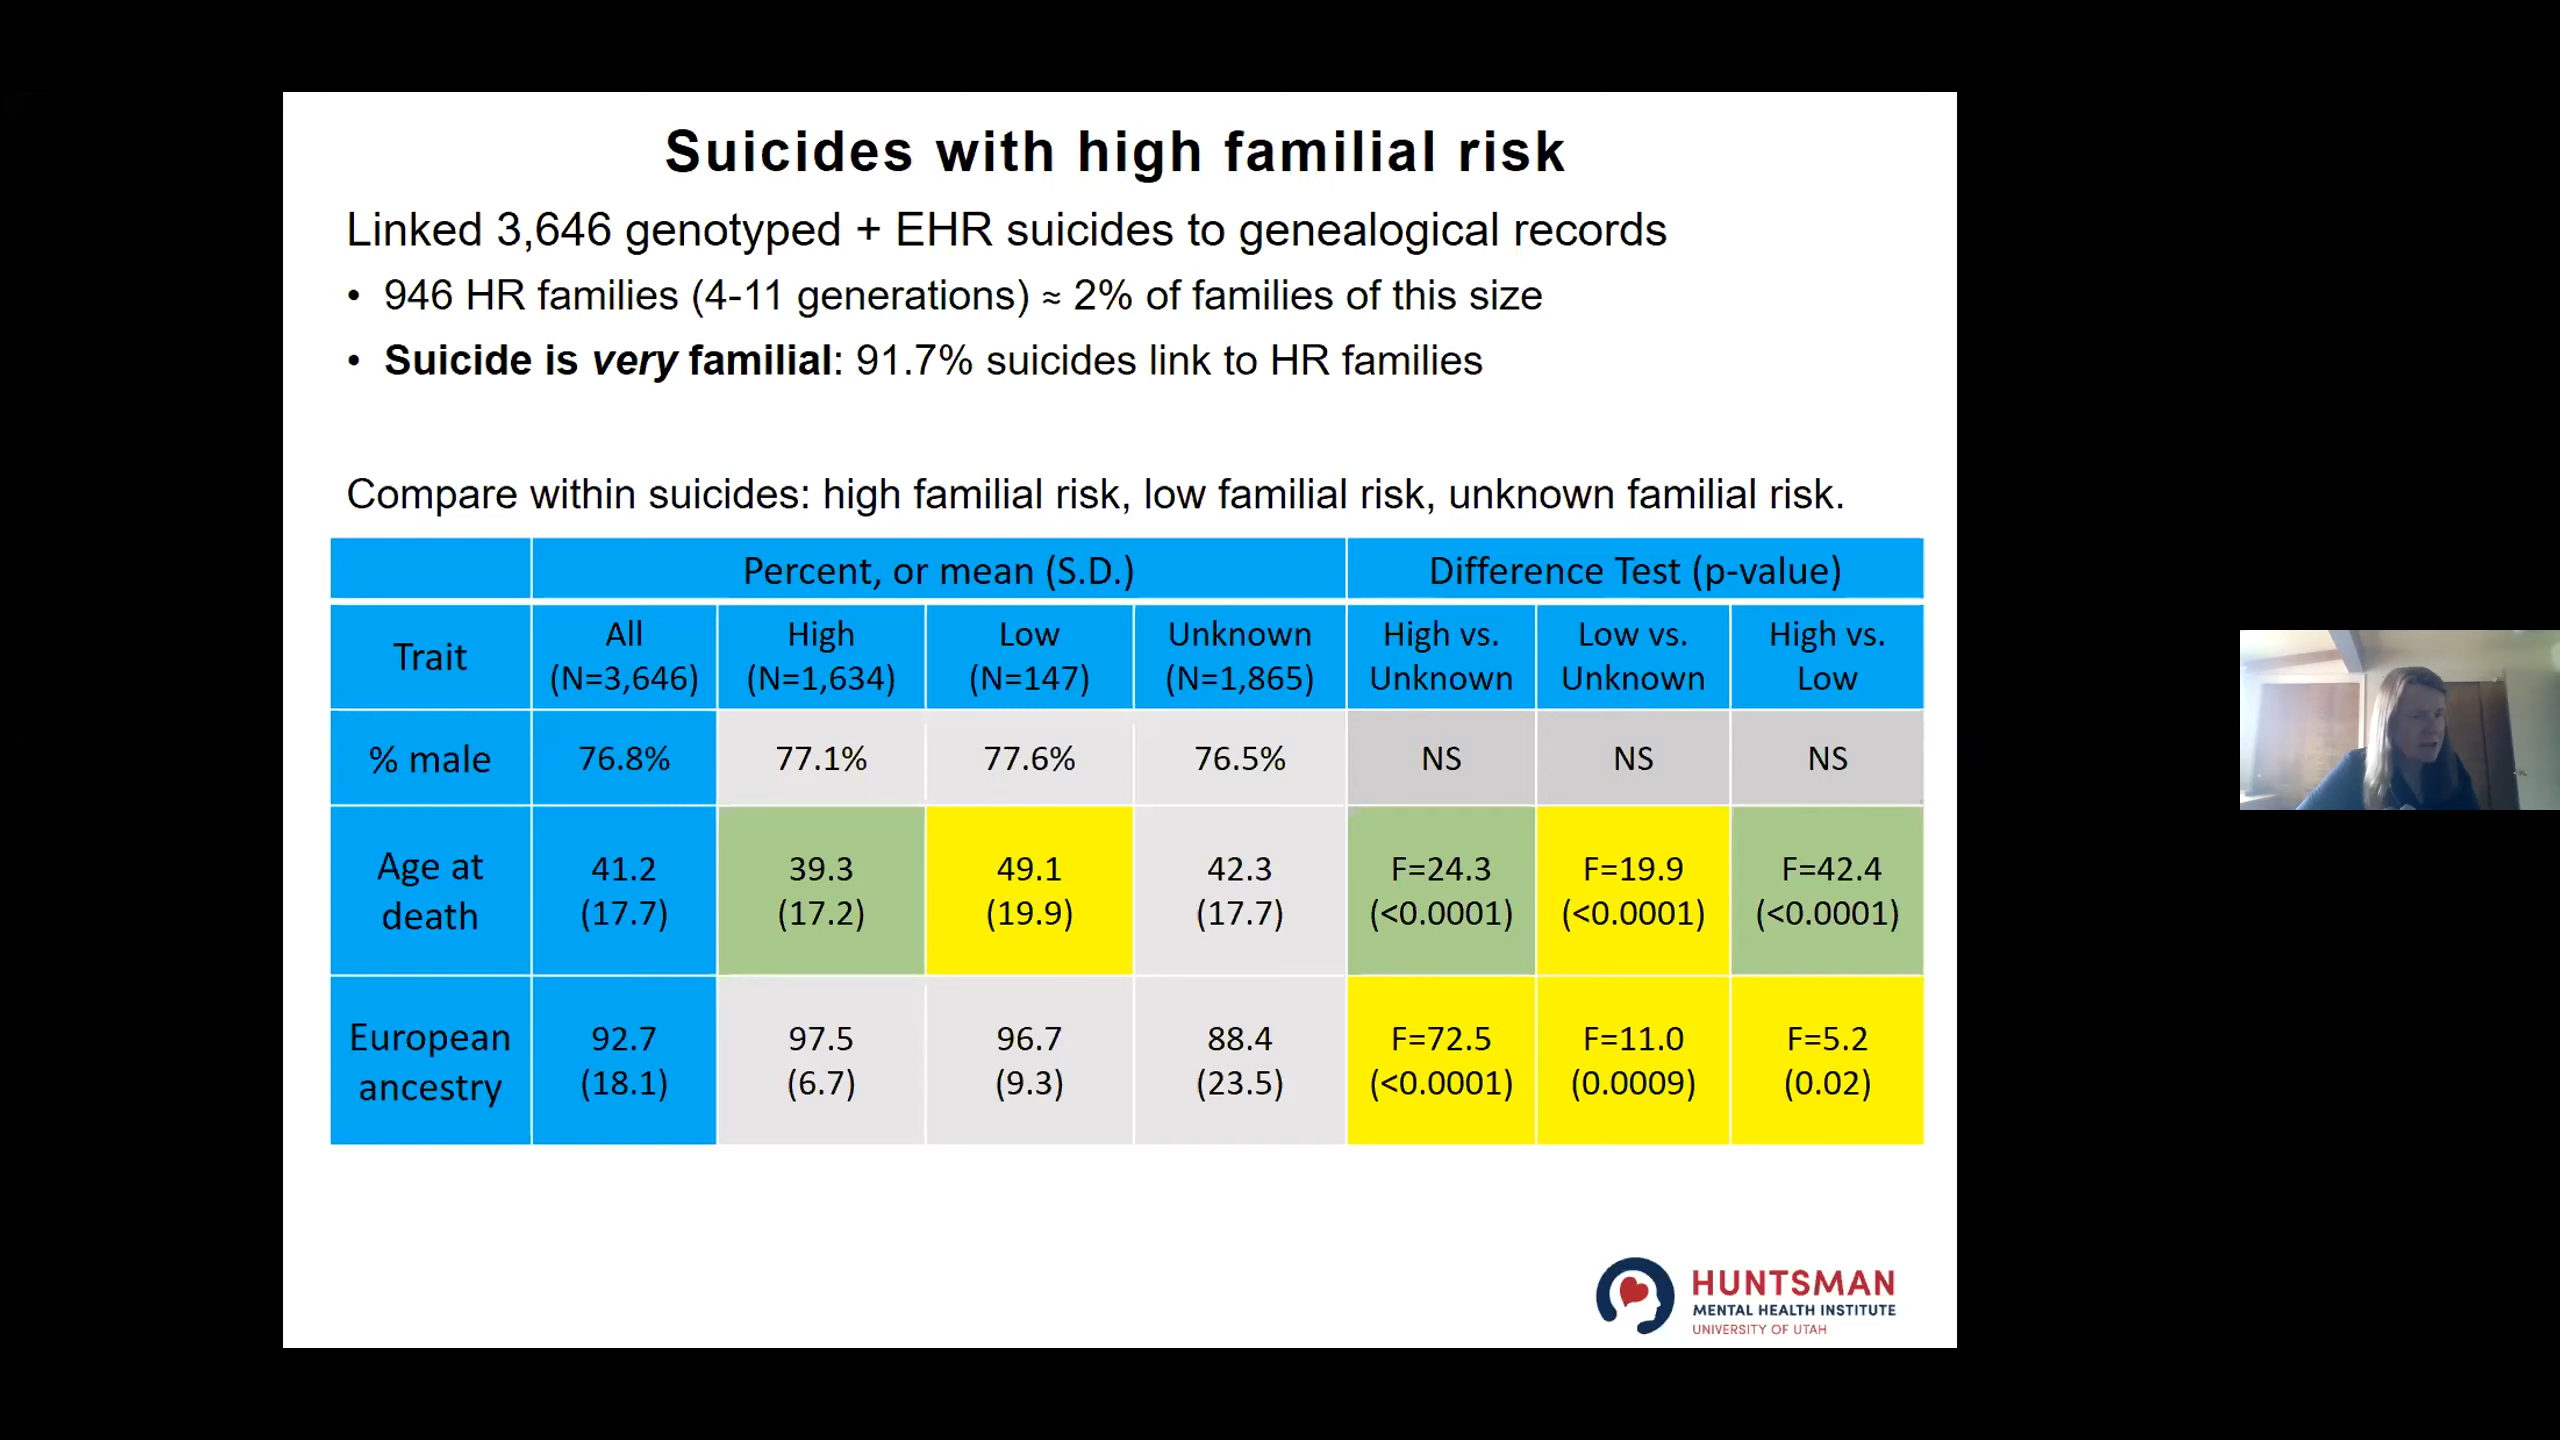 Suicides with high familial risk
Linked 3,646 genotyped + EHR suicides to genealogical records
• 946 HR families (4-11 generations) ≈ 2% of families of this size
• Suicide is very familial: 91.7% suicides link to HR families
Compare within suicides: high familial risk, low familial risk, unknown familial risk.
Percent, or mean (S.D.) Difference Test (p-value)
Trait All (N=3,646) High (N=1,634) Low (N=147) Unknown (N=1,865) High vs. Unknown Low vs. Unknown High vs. Low
% male 76.8% 77.1% 77.6% 76.5% NS NS NS
Age at death 41.2 (17.7) 39.3 (17.2) 49.1 (19.9) 42.3 (17.7) F=24.3 (<0.0001) F=19.9 (<0.0001) F=42.4 (<0.0001)
European ancestry 92.7 (18.1) 97.5 (6.7) 96.7 (9.3) 88.4 (23.5) F=72.5 (<0.0001) F=11.0 (0.0009) F=5.2 (0.02)
HUNTSMAN
MENTAL HEALTH INSTITUTE
UNIVERSITY OF UTAH